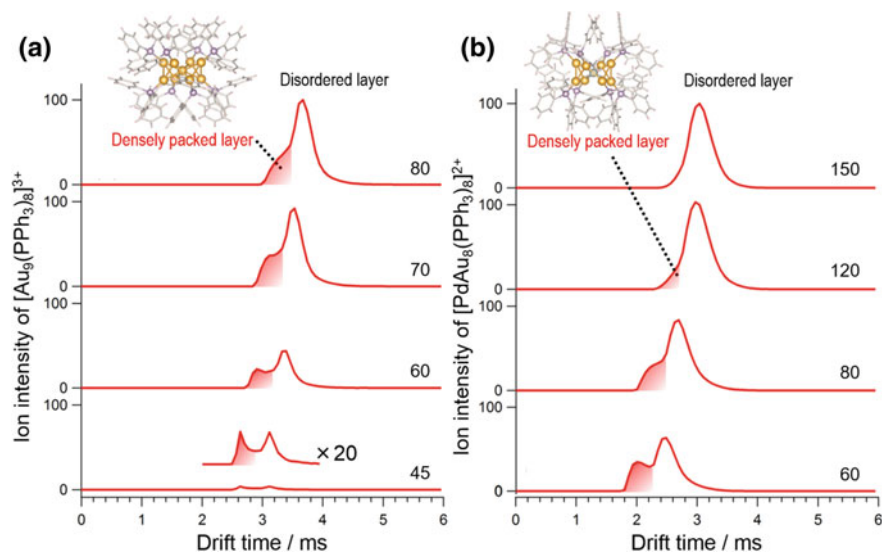 (a)
Disordered layer
Densely packed layer
Ion intensity of [Au₉(PPh₃)₈]³⁺
100
0
80
100
0
70
100
0
60
100
0
× 20
45
0 1 2 3 4 5 6
Drift time / ms
(b)
Disordered layer
Densely packed layer
Ion intensity of [PdAu₈(PPh₃)₈]²⁺
100
0
150
100
0
120
100
0
80
100
0
60
0 1 2 3 4 5 6
Drift time / ms